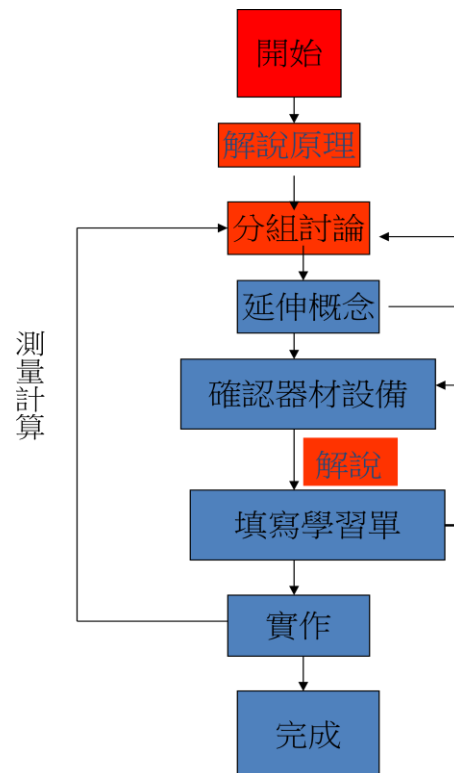 開始
解說原理
分組討論
延伸概念
測量計算
確認器材設備
解說
填寫學習單
實作
完成